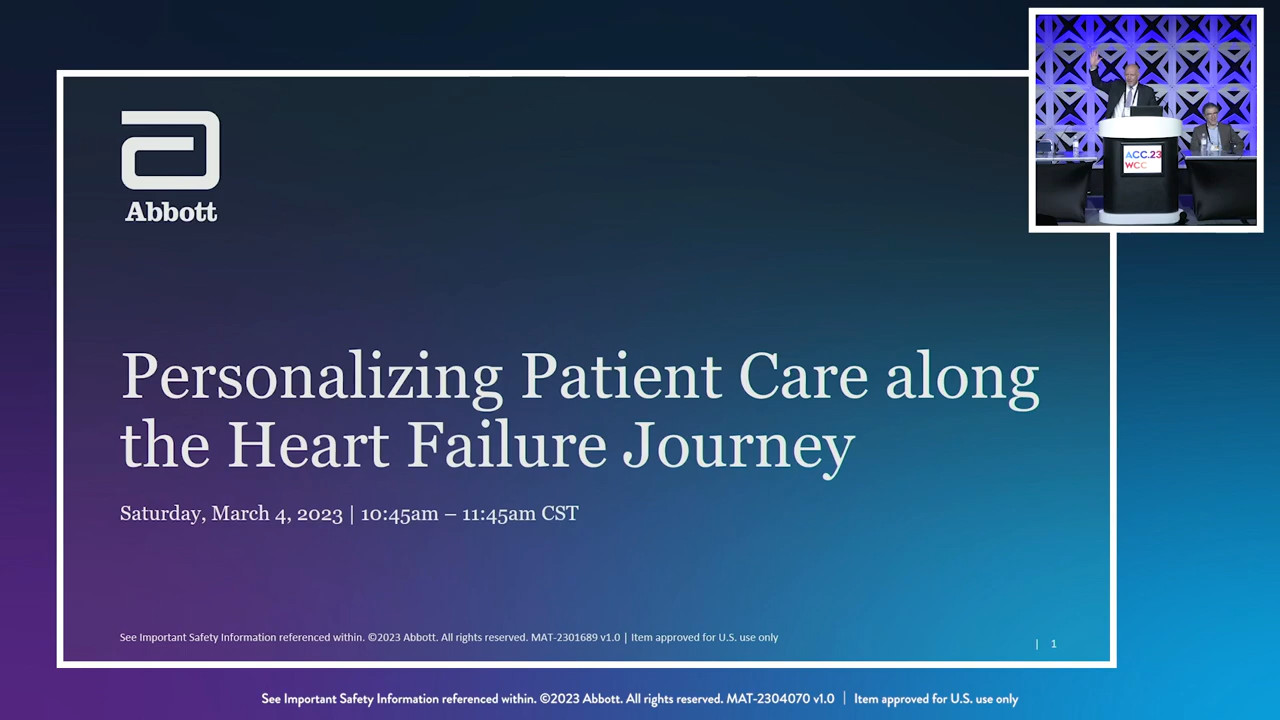 Abbott
ACC.23
WCC
Personalizing Patient Care along
the Heart Failure Journey
Saturday, March 4, 2023 | 10:45am – 11:45am CST
See Important Safety Information referenced within. ©2023 Abbott. All rights reserved. MAT-2301689 v1.0 | Item approved for U.S. use only
| 1
See Important Safety Information referenced within. ©2023 Abbott. All rights reserved. MAT-2304070 v1.0 | Item approved for U.S. use only